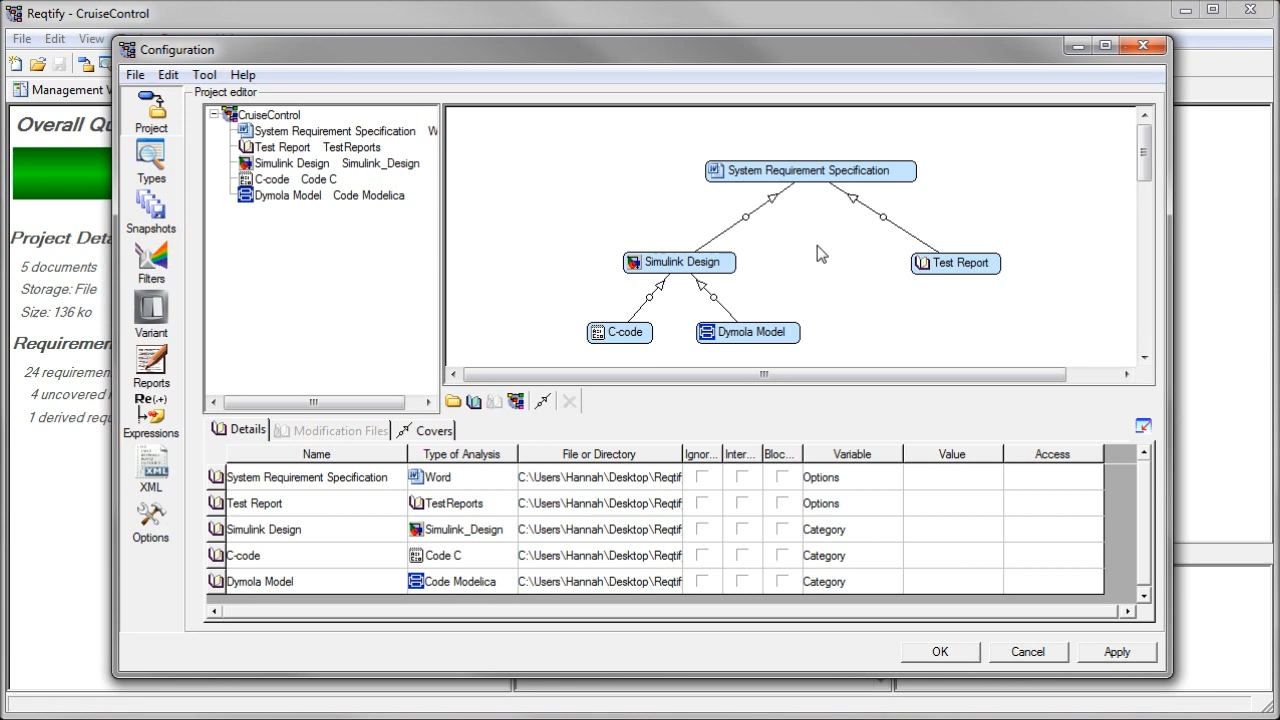 Reqtify - CruiseControl
File Edit View
Management
Overall Qu
Project Deta
5 documents
Storage: File
Size: 136 ko
Requiremen
24 requiremen
4 uncovered
1 derived requ
Configuration
File Edit Tool Help
Project
Types
Snapshots
Filters
Variant
Reports
Re(.+)
Expressions
XML
Options
Project editor
CruiseControl
System Requirement Specification W
Test Report TestReports
Simulink Design Simulink_Design
C-code Code C
Dymola Model Code Modelica
System Requirement Specification
Simulink Design
Test Report
C-code
Dymola Model
Details Modification Files Covers
Name Type of Analysis File or Directory Ignor... Inter... Bloc... Variable Value Access
System Requirement Specification Word C:\Users\Hannah\Desktop\Reqtif Options
Test Report TestReports C:\Users\Hannah\Desktop\Reqtif Options
Simulink Design Simulink_Design C:\Users\Hannah\Desktop\Reqtif Category
C-code Code C C:\Users\Hannah\Desktop\Reqtif Category
Dymola Model Code Modelica C:\Users\Hannah\Desktop\Reqtif Category
OK Cancel Apply